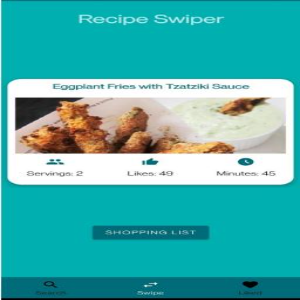 Recipe Swiper
Eggplant Fries with Tzatziki Sauce
Servings: 2 Likes: 49 Minutes: 45
SHOPPING LIST
Search Swipe Liked